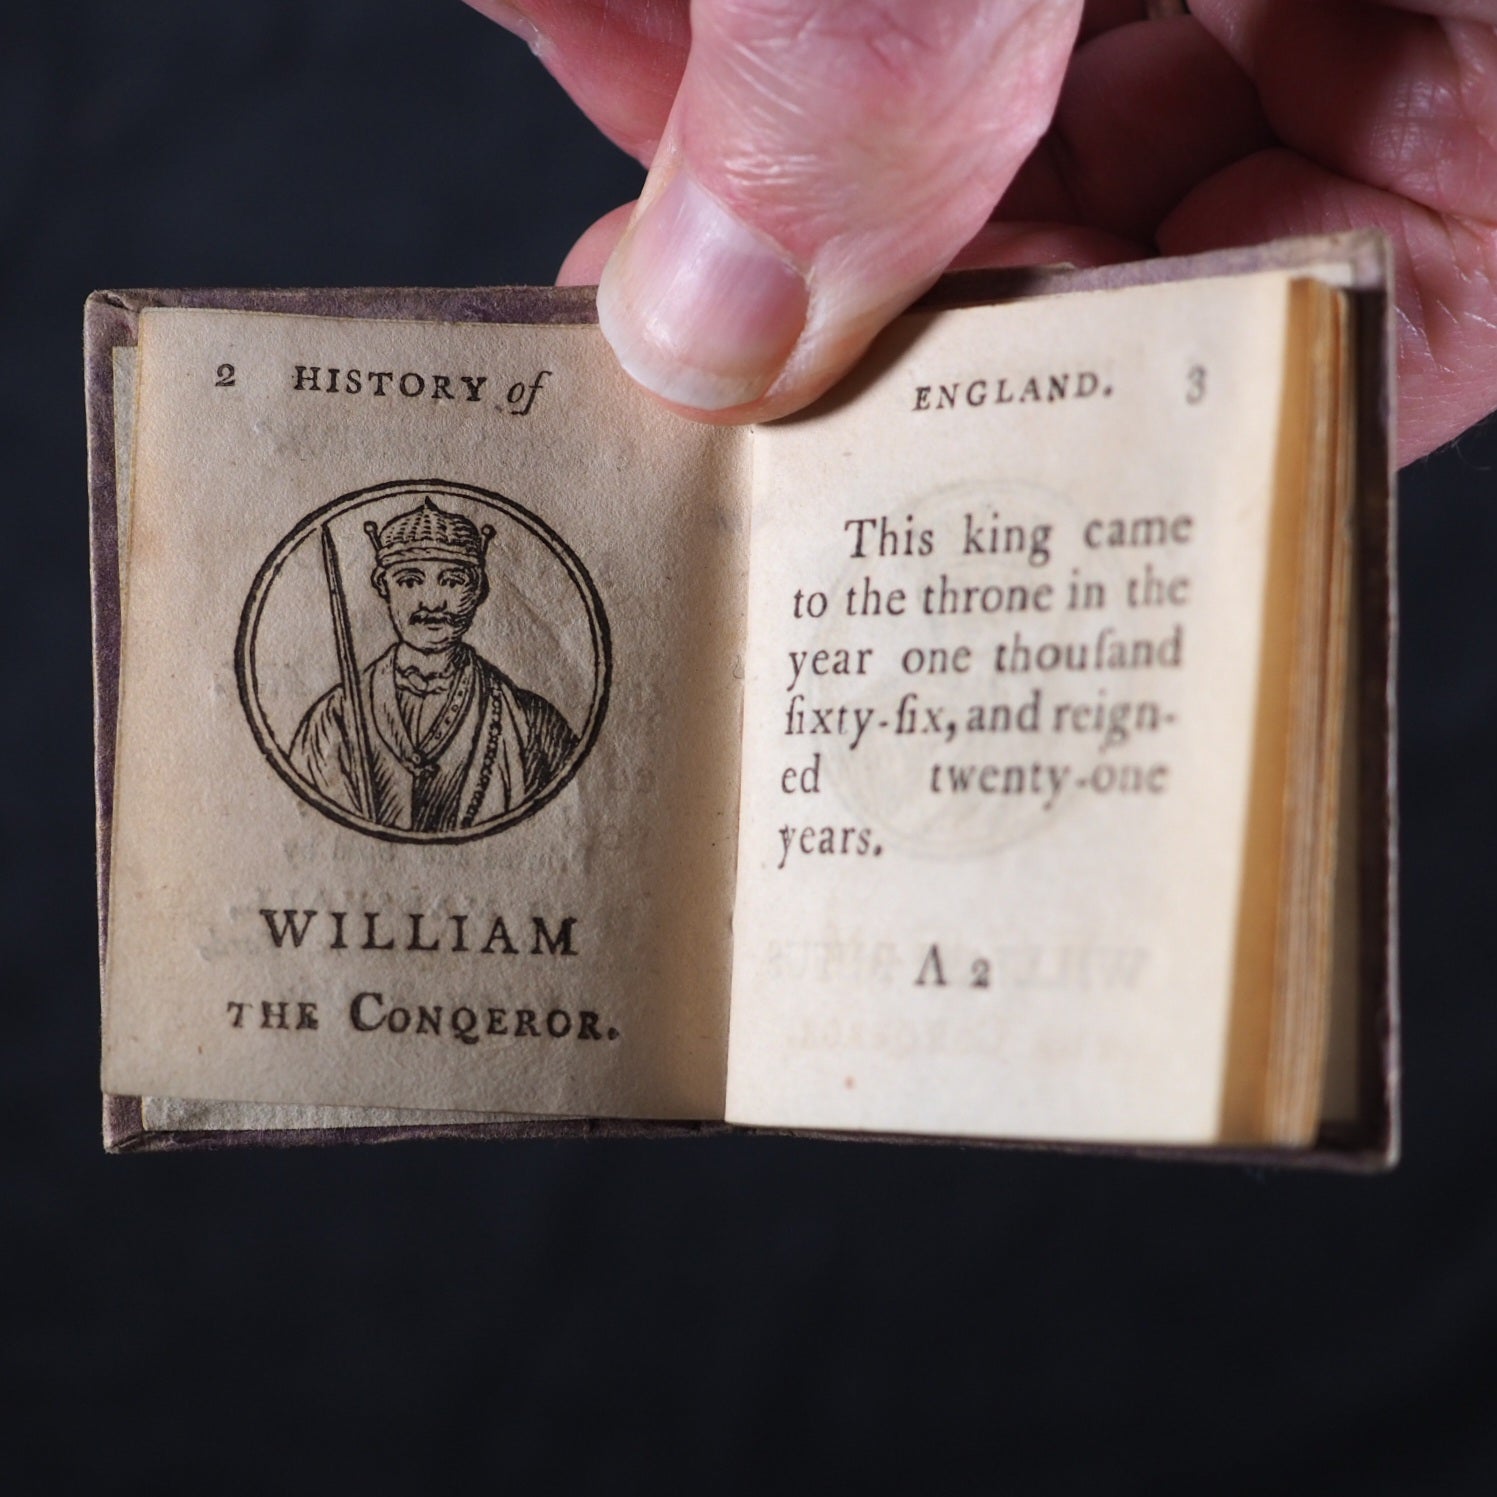 2 HISTORY of
WILLIAM
THE CONQEROR.
ENGLAND. 3
This king came
to the throne in the
year one thouſand
ſixty-ſix, and reign-
ed twenty-one
years.
A 2